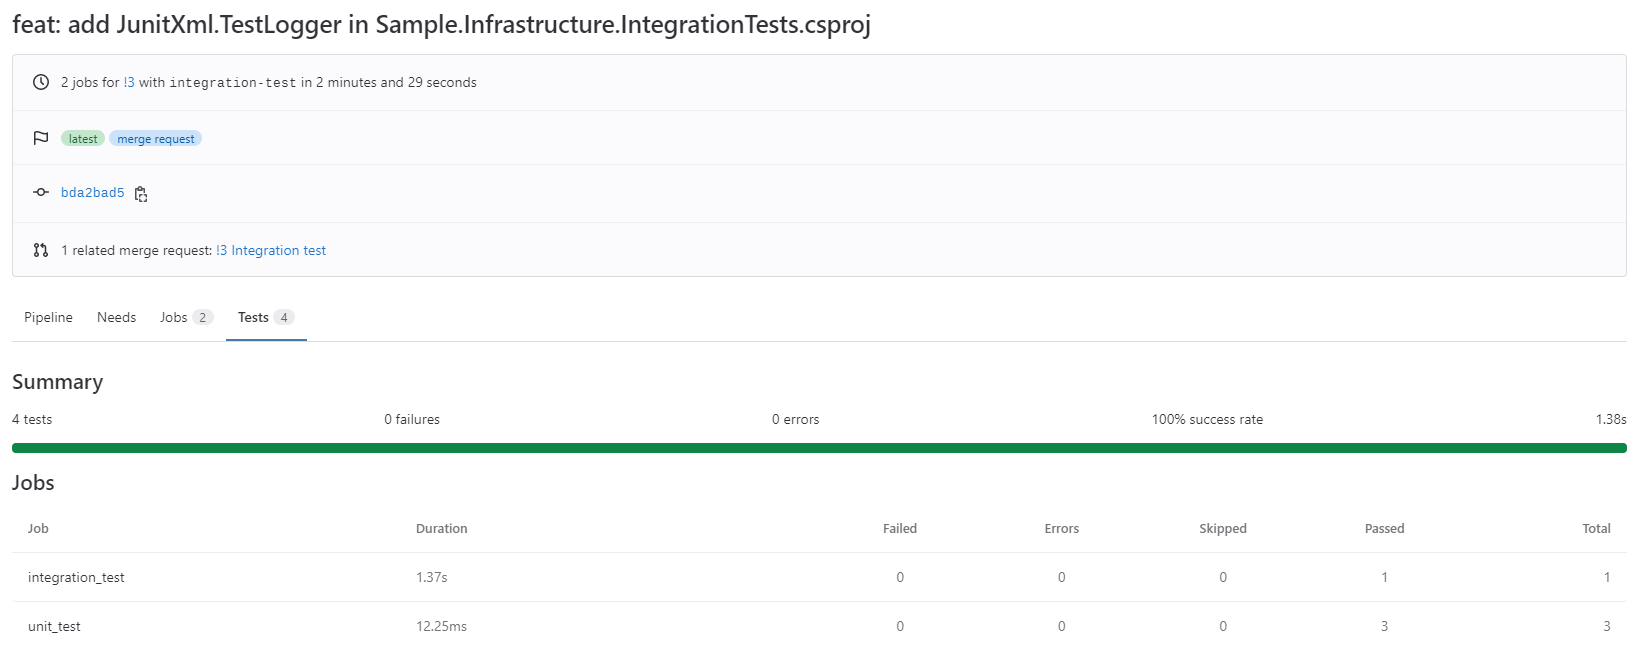 feat: add JunitXml.TestLogger in Sample.Infrastructure.IntegrationTests.csproj
2 jobs for !3 with integration-test in 2 minutes and 29 seconds
latest merge request
bda2bad5
1 related merge request: !3 Integration test
Pipeline Needs Jobs 2 Tests 4
Summary
4 tests 0 failures 0 errors 100% success rate 1.38s
Jobs
Job Duration Failed Errors Skipped Passed Total
integration_test 1.37s 0 0 0 1 1
unit_test 12.25ms 0 0 0 3 3